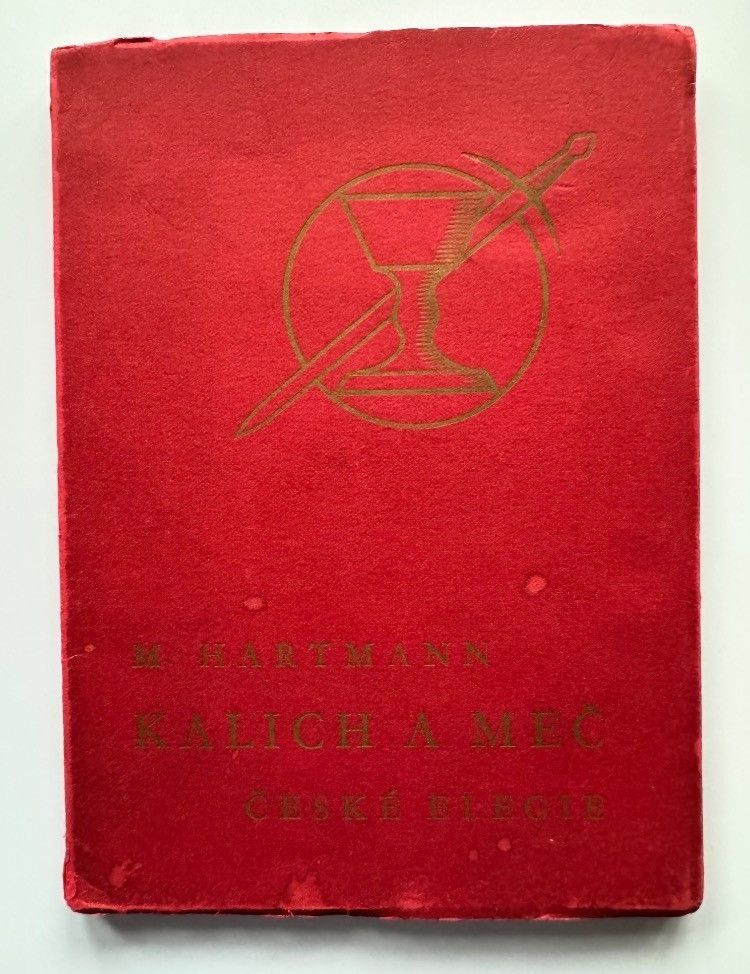 M. HARTMANN
KALICH A MEČ
ČESKÉ ELEGIE